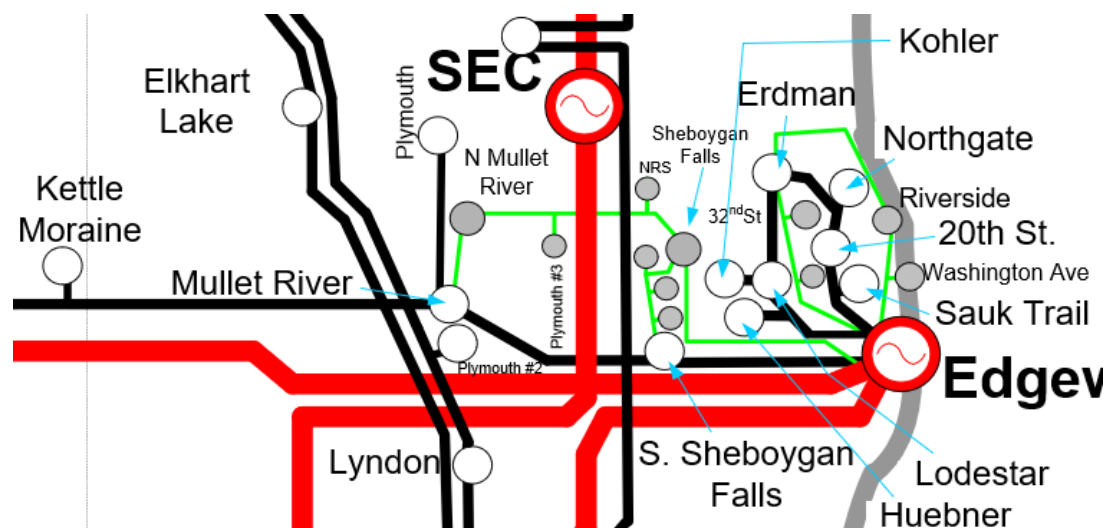 Kohler
SEC
Elkhart
Lake
Plymouth
Erdman
Sheboygan
Falls
Northgate
N Mullet
River
NRS
Kettle
Moraine
32ndSt
Riverside
20th St.
Mullet River
Plymouth #3
Washington Ave
Sauk Trail
Plymouth #2
Edgew
Lyndon
S. Sheboygan
Falls
Lodestar
Huebner